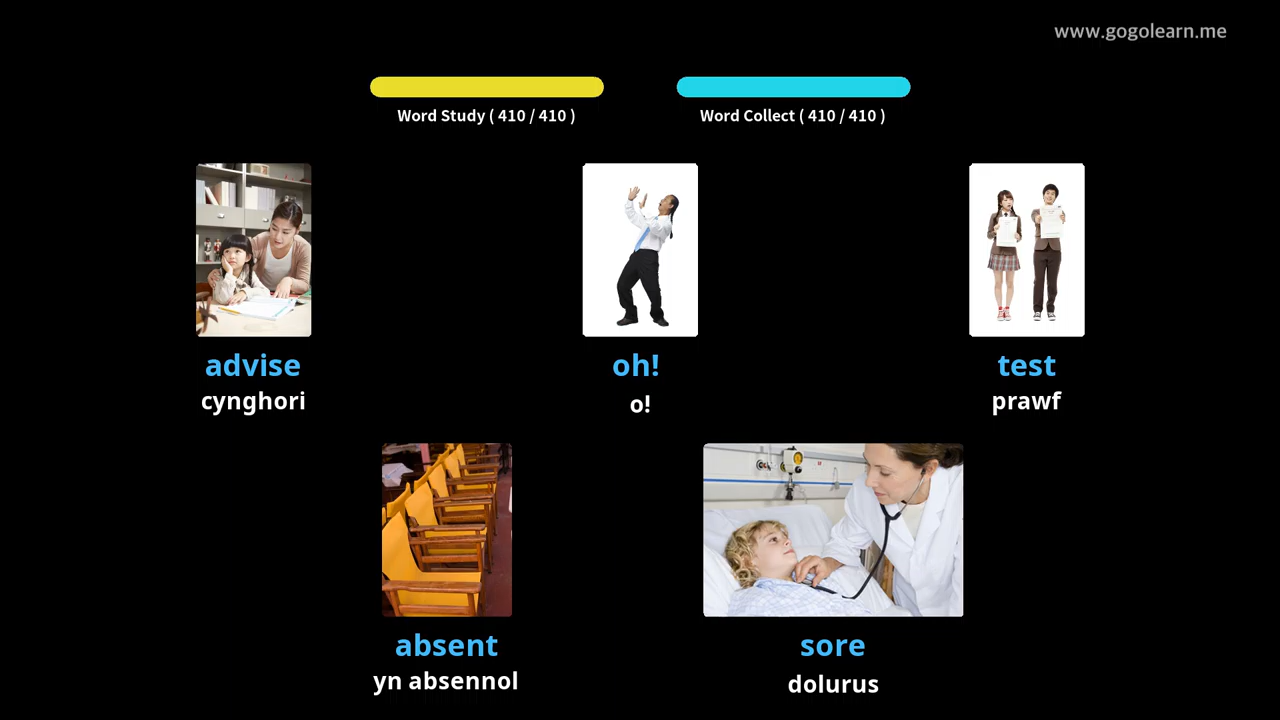 www.gogolearn.me
Word Study ( 410 / 410 )
Word Collect ( 410 / 410 )
advise
cynghori
oh!
o!
test
prawf
absent
yn absennol
sore
dolurus